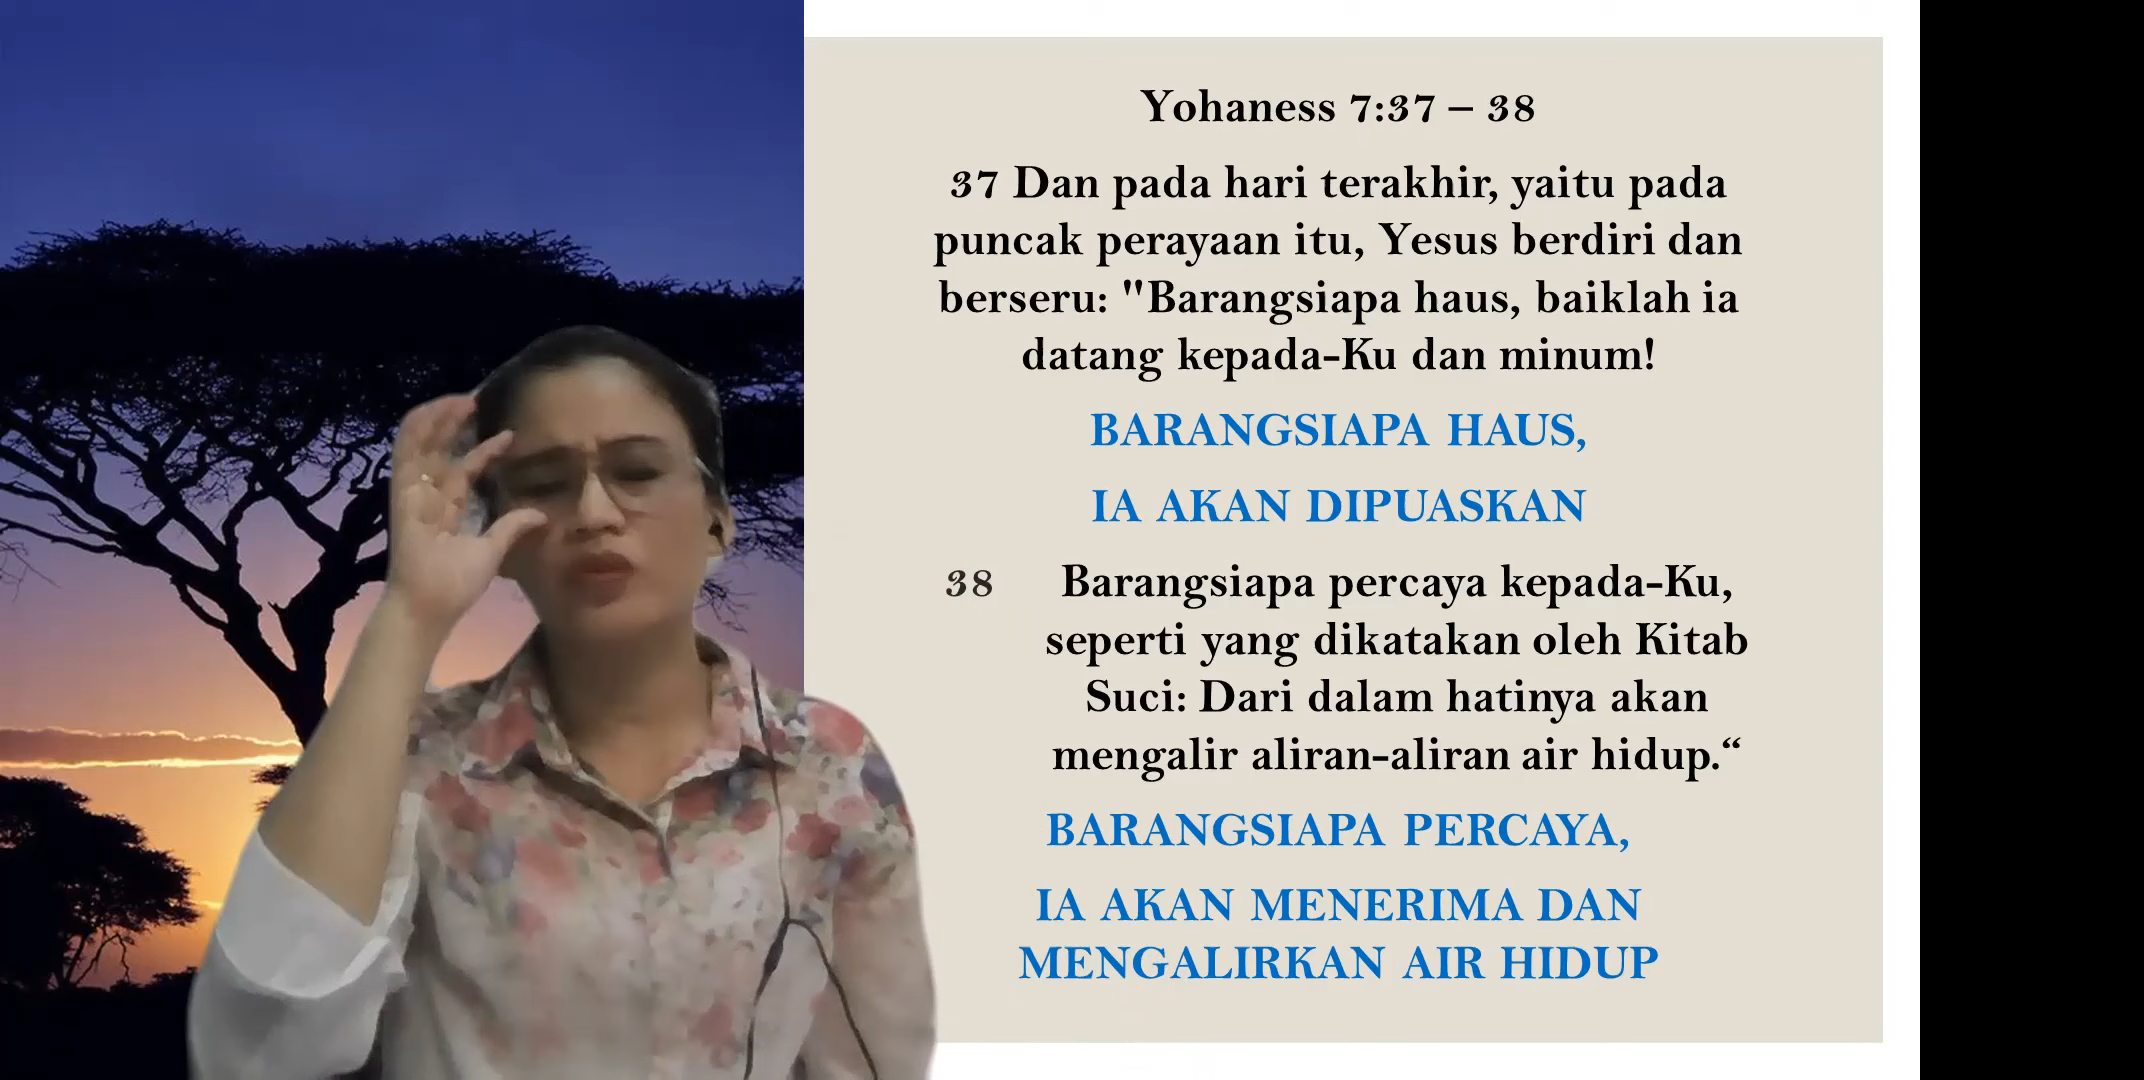 Yohaness 7:37 – 38
37 Dan pada hari terakhir, yaitu pada
puncak perayaan itu, Yesus berdiri dan
berseru: "Barangsiapa haus, baiklah ia
datang kepada-Ku dan minum!
BARANGSIAPA HAUS,
IA AKAN DIPUASKAN
38 Barangsiapa percaya kepada-Ku,
seperti yang dikatakan oleh Kitab
Suci: Dari dalam hatinya akan
mengalir aliran-aliran air hidup.“
BARANGSIAPA PERCAYA,
IA AKAN MENERIMA DAN
MENGALIRKAN AIR HIDUP